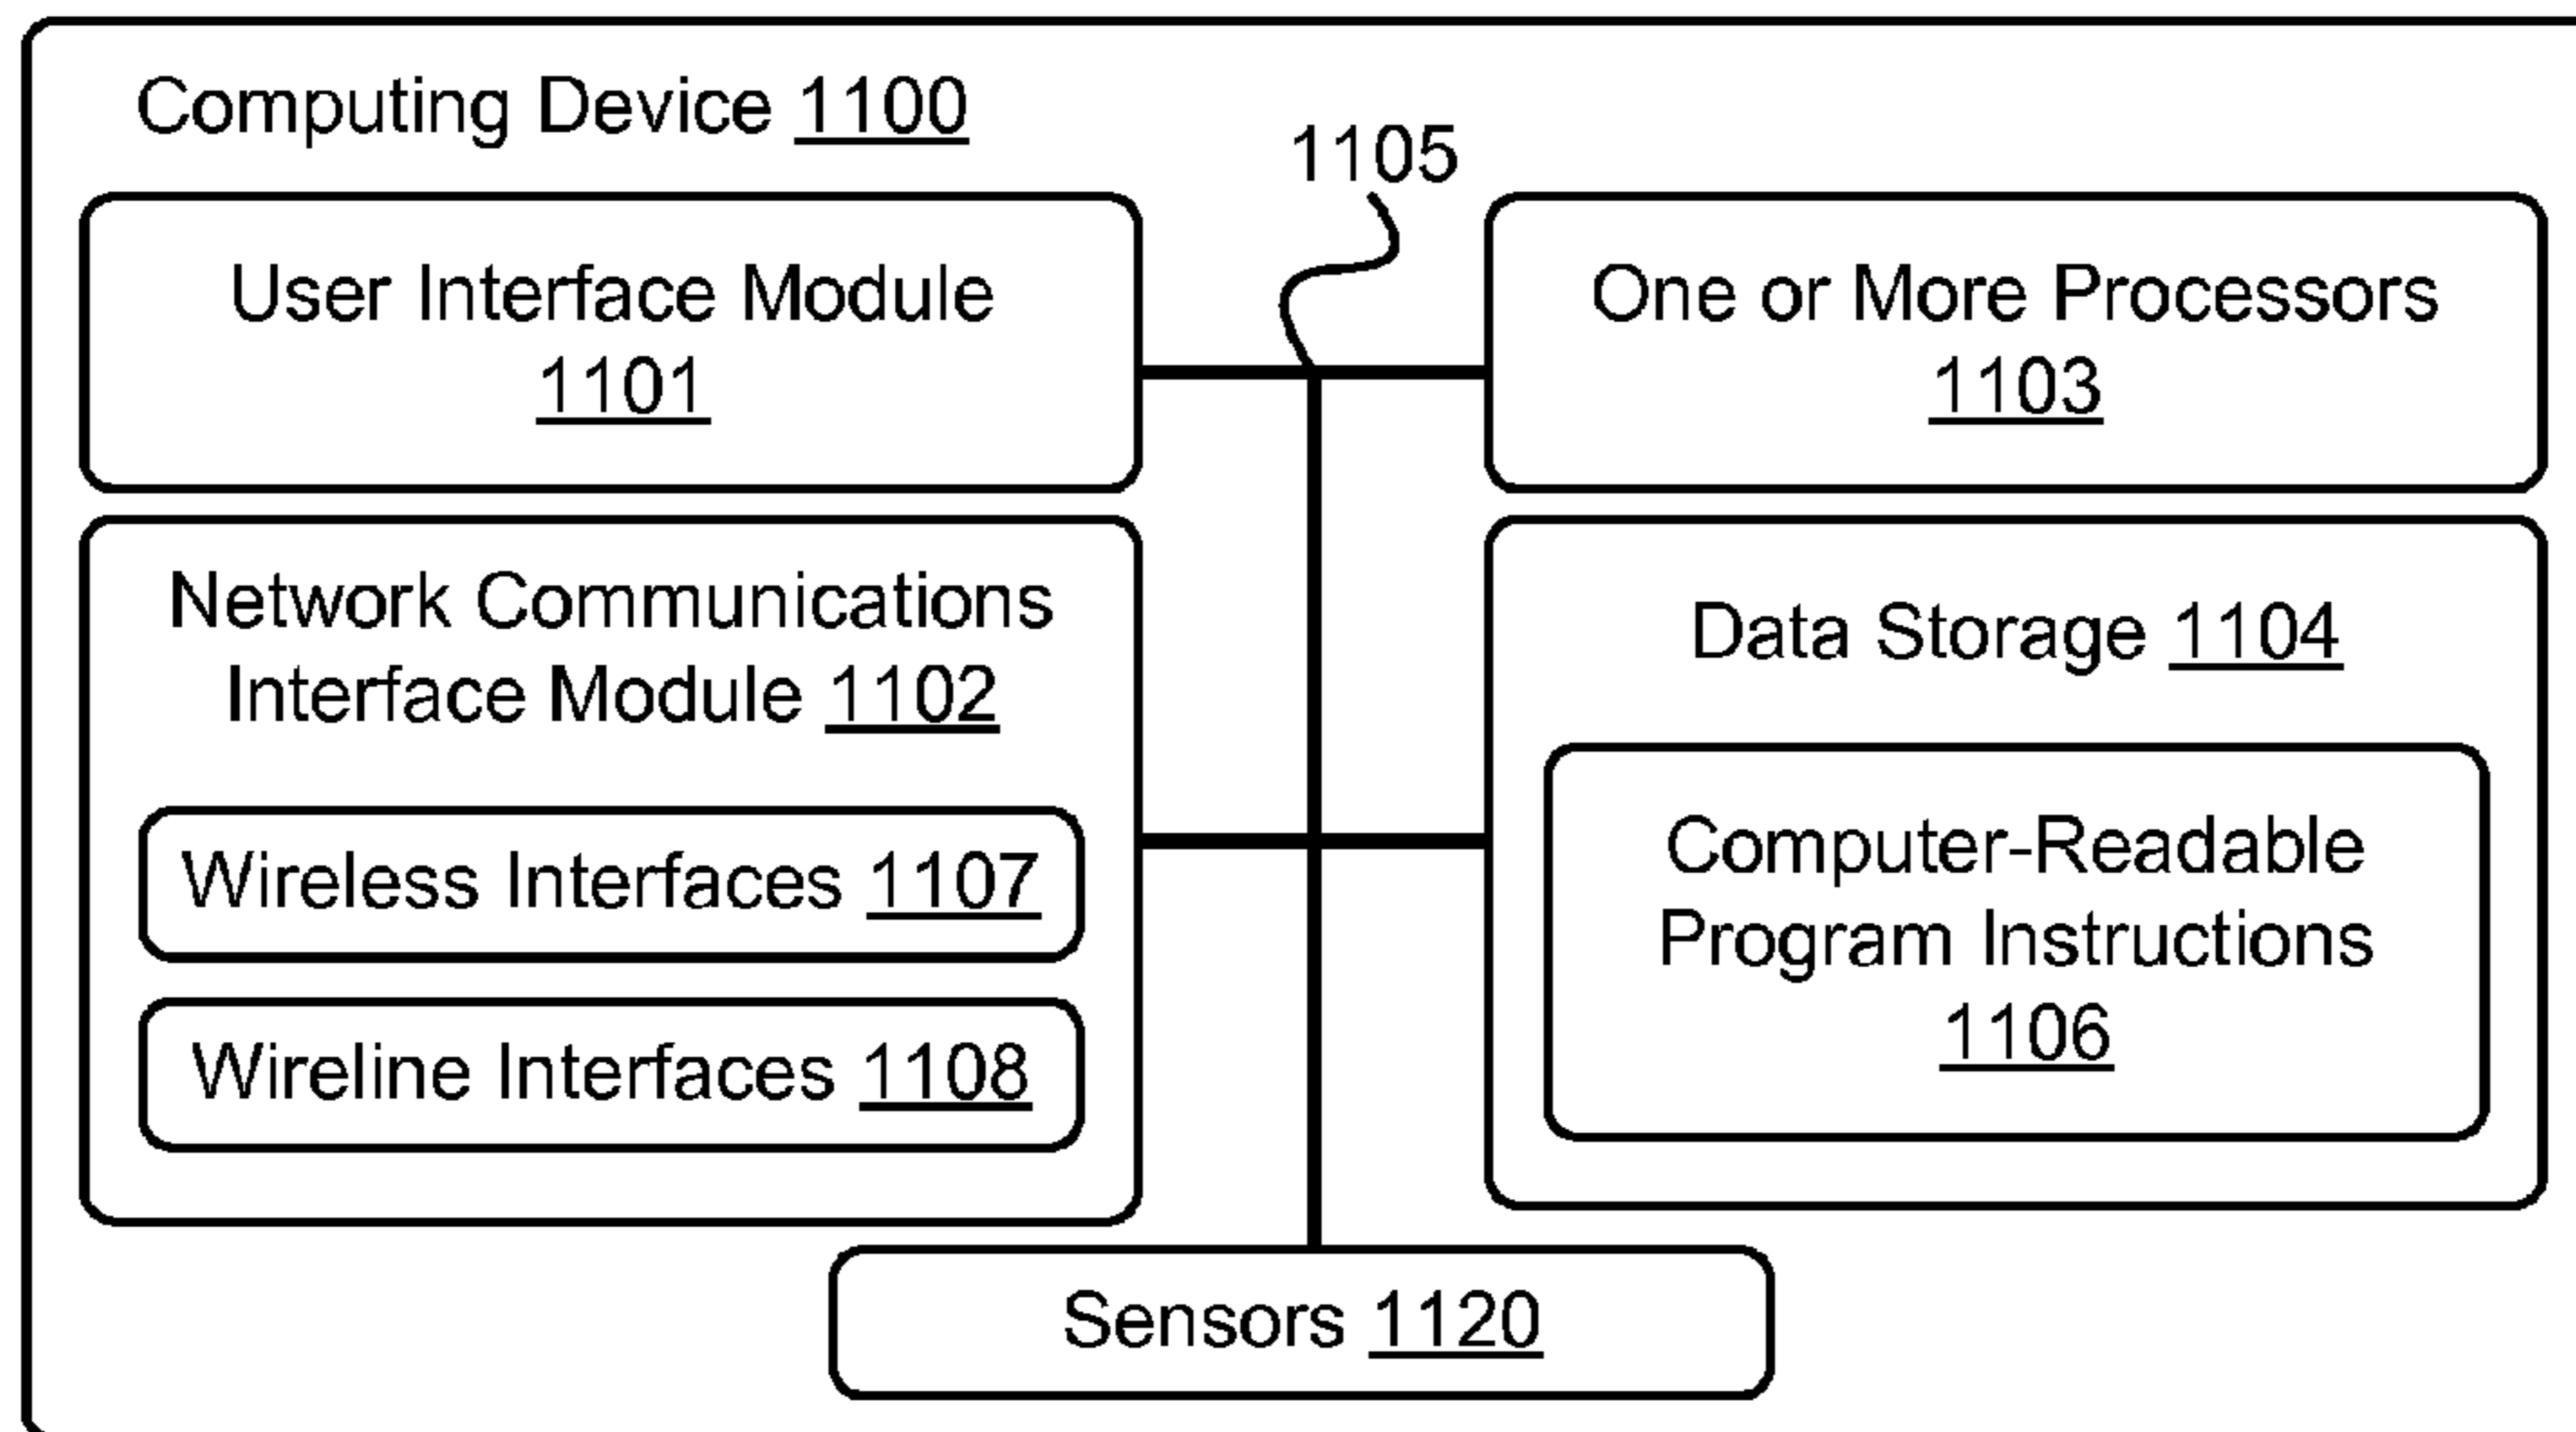 Computing Device 1100
1105
User Interface Module
1101
One or More Processors
1103
Network Communications
Interface Module 1102
Wireless Interfaces 1107
Wireline Interfaces 1108
Data Storage 1104
Computer-Readable
Program Instructions
1106
Sensors 1120